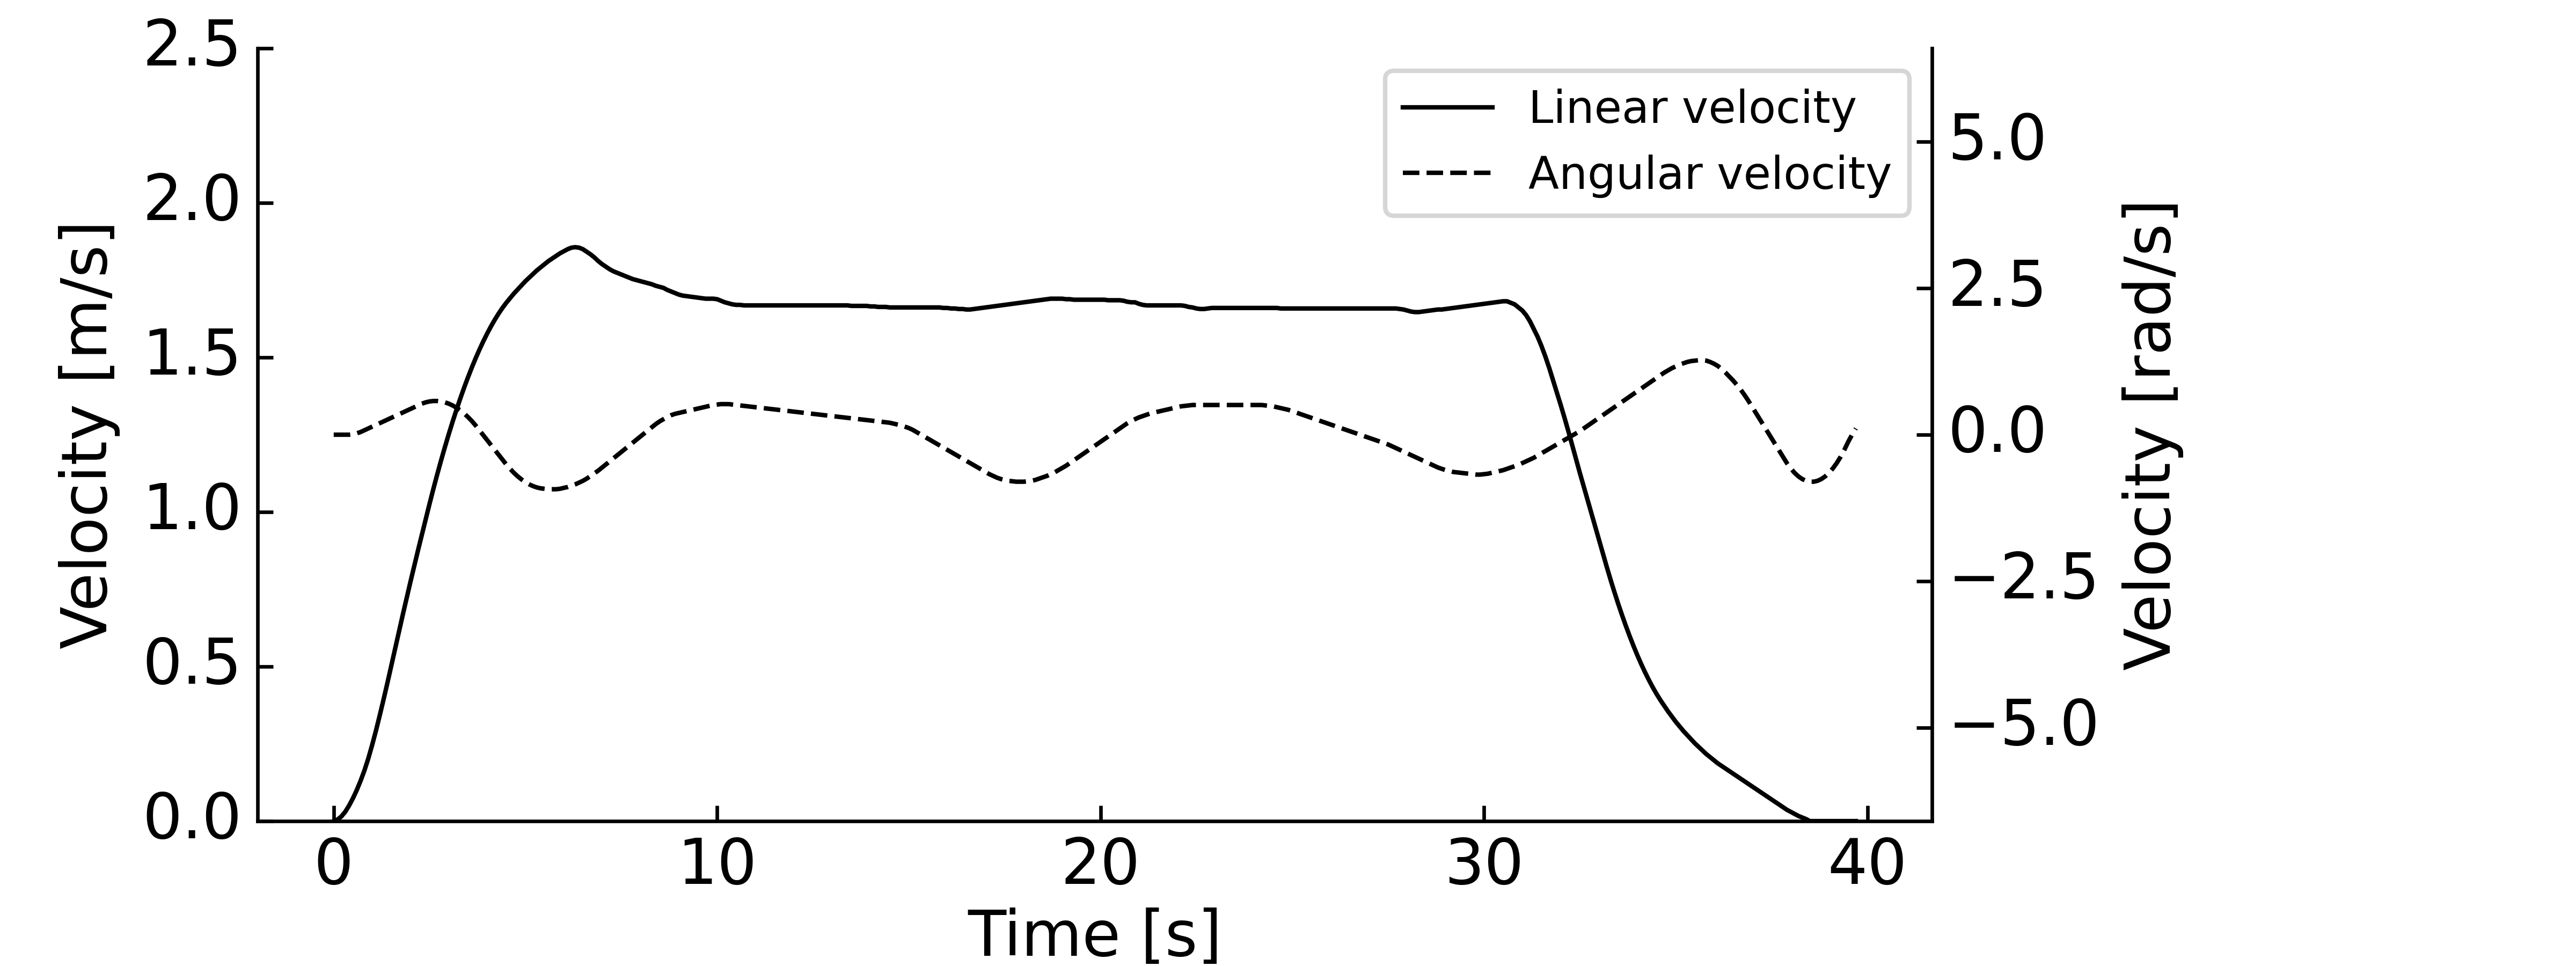 2.5
2.0
1.5
1.0
0.5
0.0
Velocity [m/s]
Linear velocity
Angular velocity
5.0
2.5
0.0
−2.5
−5.0
Velocity [rad/s]
0 10 20 30 40
Time [s]